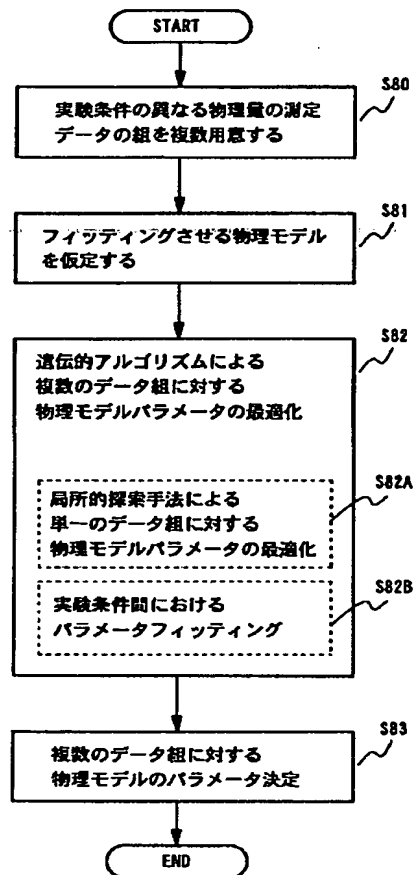 START
S80
実験条件の異なる物理量の測定
データの組を複数用意する
S81
フィッティングさせる物理モデル
を仮定する
S82
遺伝的アルゴリズムによる
複数のデータ組に対する
物理モデルパラメータの最適化
S82A
局所的探索手法による
単一のデータ組に対する
物理モデルパラメータの最適化
S82B
実験条件間における
パラメータフィッティング
S83
複数のデータ組に対する
物理モデルのパラメータ決定
END